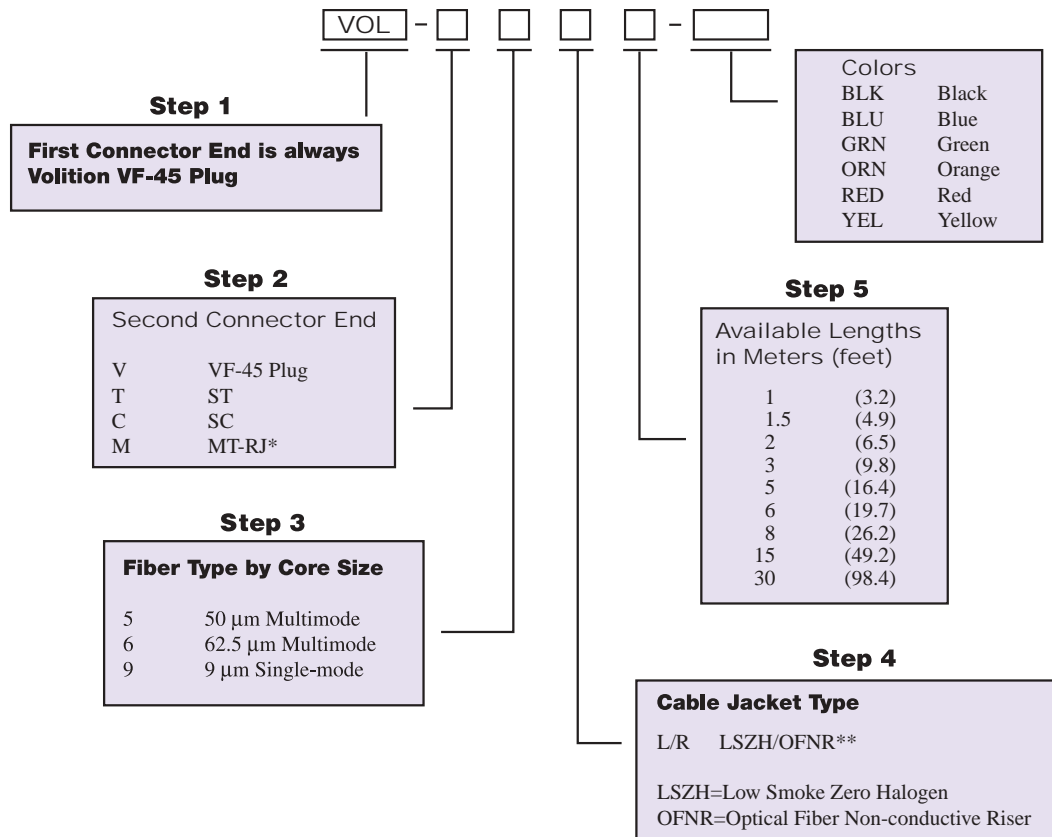 VOL - -
Step 1
First Connector End is always
Volition VF-45 Plug
Colors
BLK Black
BLU Blue
GRN Green
ORN Orange
RED Red
YEL Yellow
Step 2
Second Connector End
V VF-45 Plug
T ST
C SC
M MT-RJ*
Step 5
Available Lengths
in Meters (feet)
1 (3.2)
1.5 (4.9)
2 (6.5)
3 (9.8)
5 (16.4)
6 (19.7)
8 (26.2)
15 (49.2)
30 (98.4)
Step 3
Fiber Type by Core Size
5 50 µm Multimode
6 62.5 µm Multimode
9 9 µm Single-mode
Step 4
Cable Jacket Type
L/R LSZH/OFNR**
LSZH=Low Smoke Zero Halogen
OFNR=Optical Fiber Non-conductive Riser